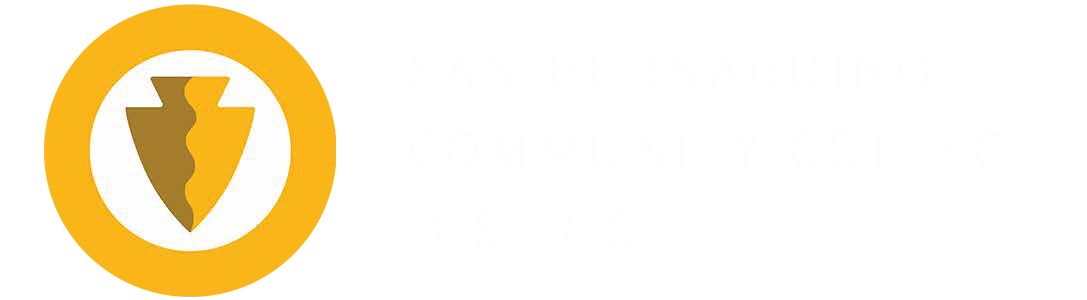 SAN BERNARDINO
COMMUNITY COLLEGE
DISTRICT